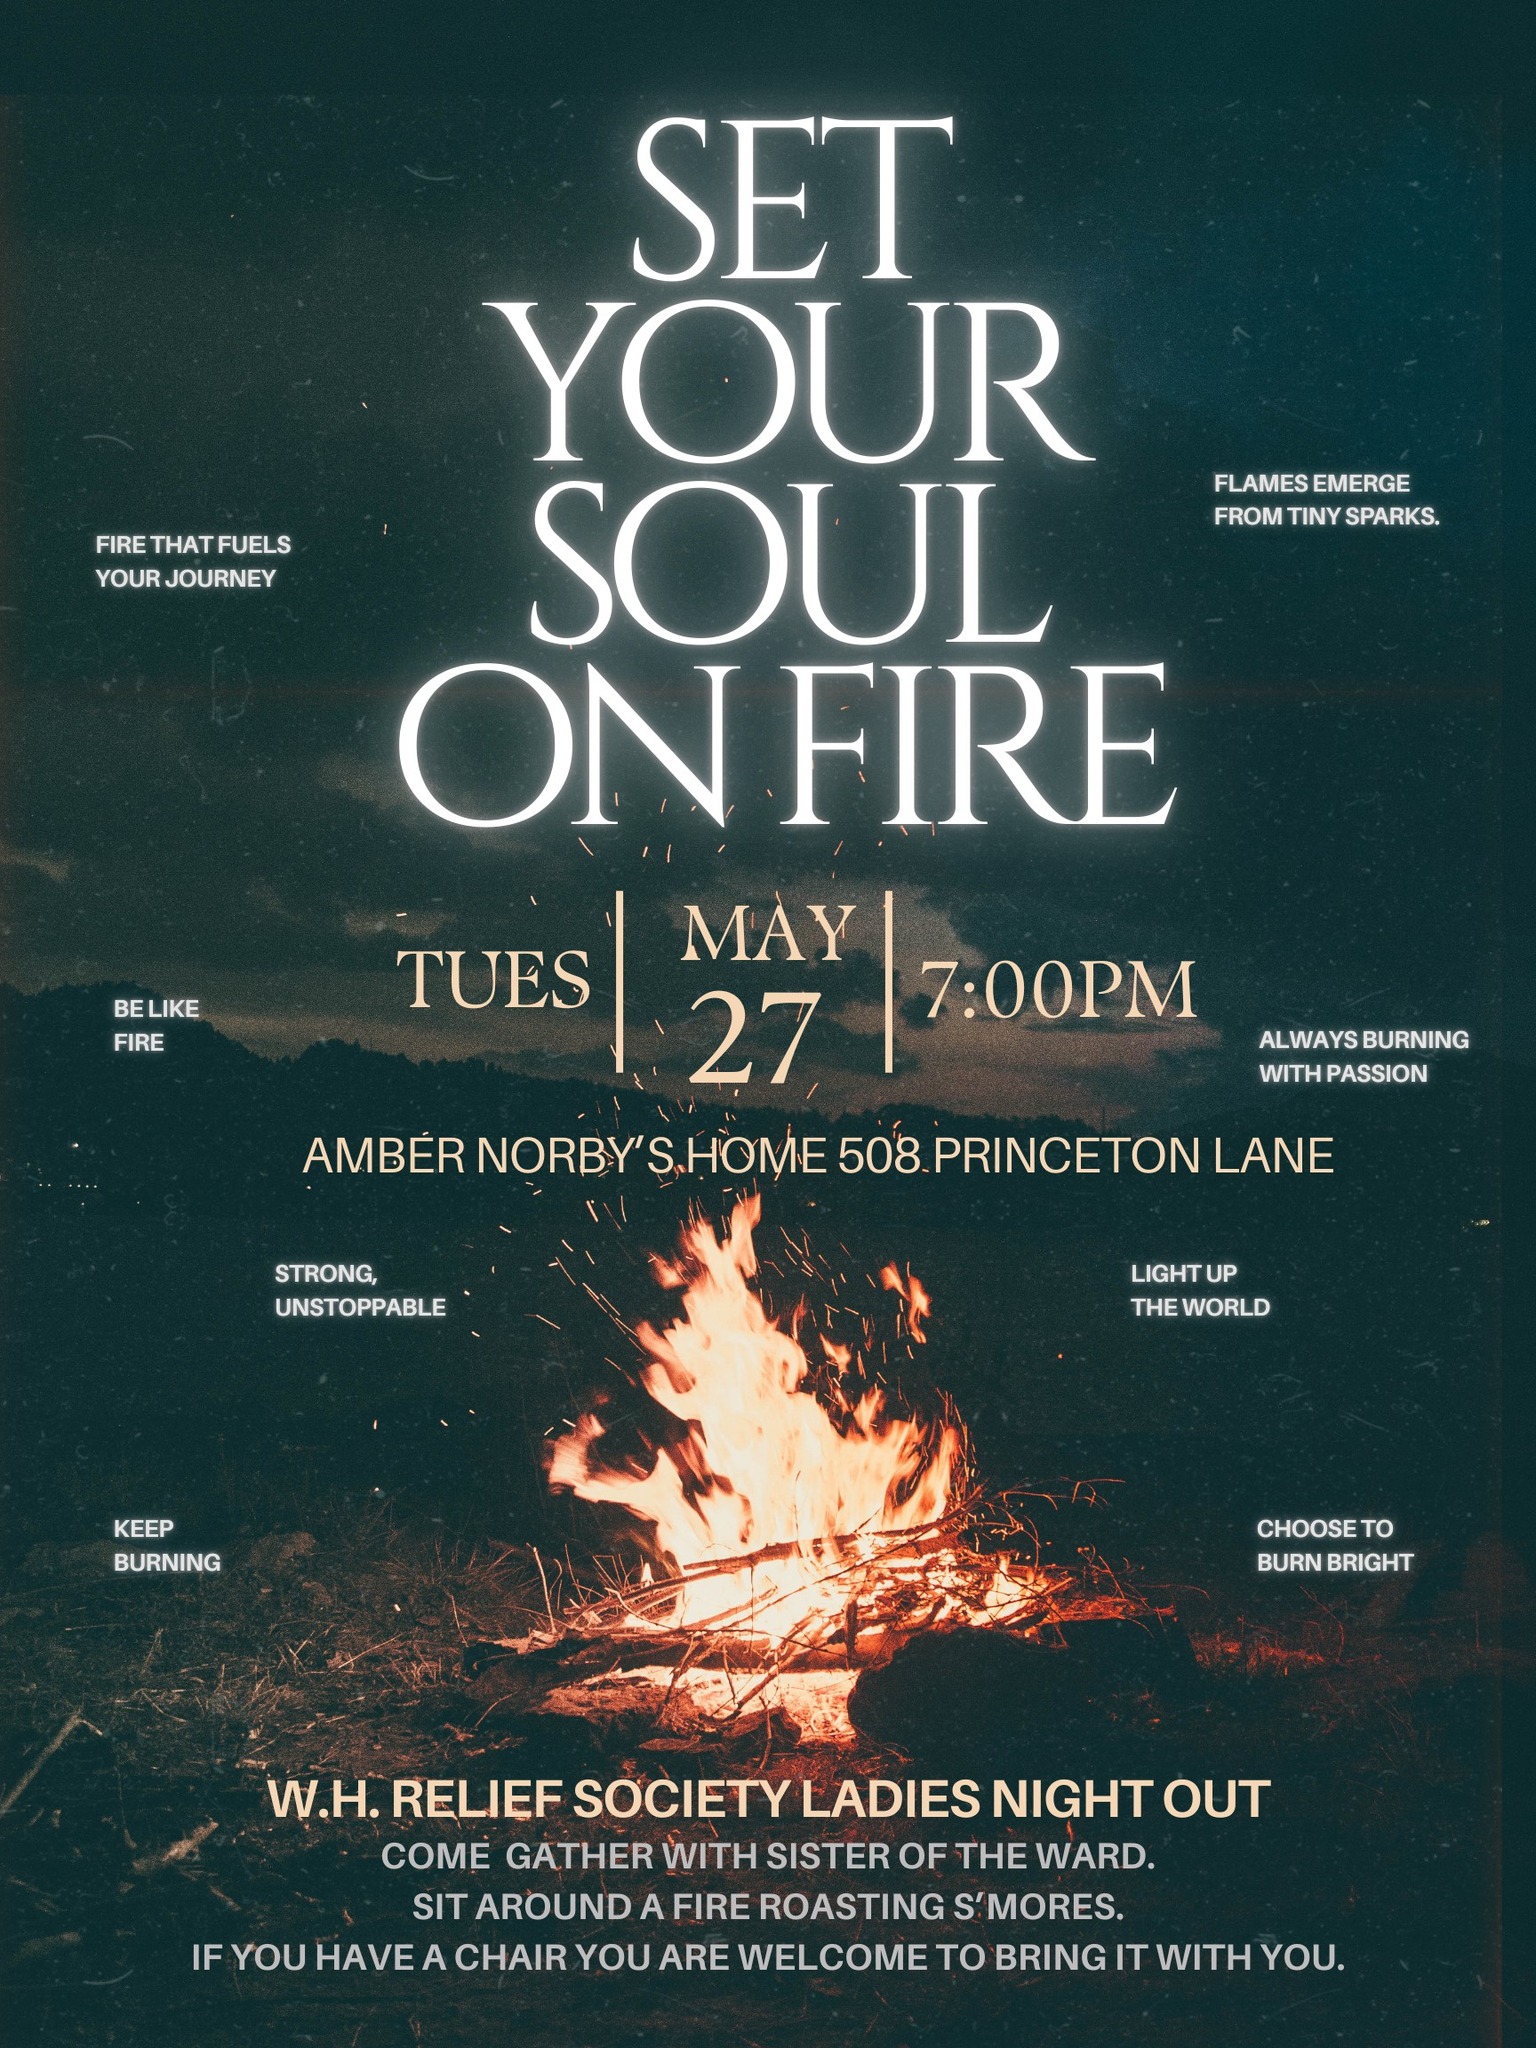 SET
YOUR
SOUL
ON FIRE
FLAMES EMERGE
FROM TINY SPARKS.
FIRE THAT FUELS
YOUR JOURNEY
TUES
MAY
27
7:00PM
BE LIKE
FIRE
ALWAYS BURNING
WITH PASSION
AMBER NORBY'S HOME 508 PRINCETON LANE
STRONG,
UNSTOPPABLE
LIGHT UP
THE WORLD
KEEP
BURNING
CHOOSE TO
BURN BRIGHT
W.H. RELIEF SOCIETY LADIES NIGHT OUT
COME GATHER WITH SISTER OF THE WARD.
SIT AROUND A FIRE ROASTING S'MORES.
IF YOU HAVE A CHAIR YOU ARE WELCOME TO BRING IT WITH YOU.